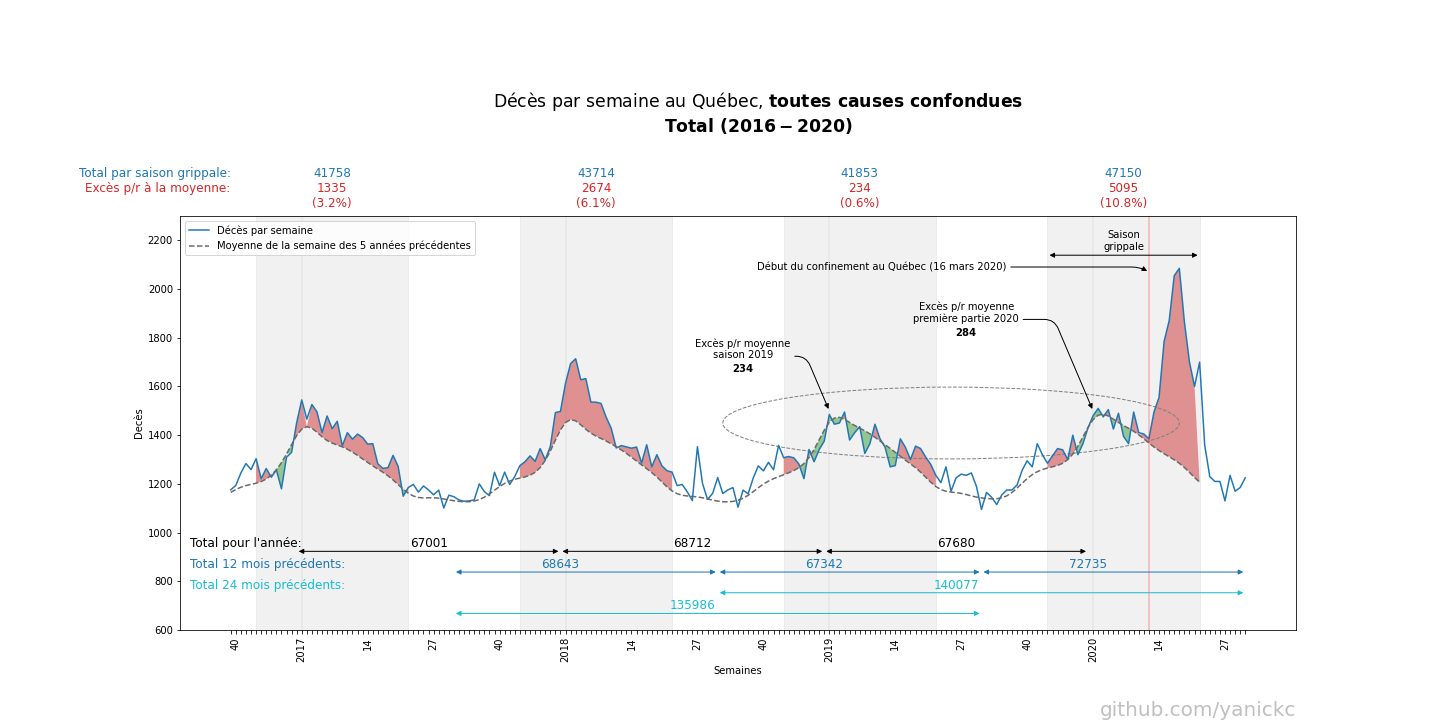 Décès par semaine au Québec, toutes causes confondues
Total (2016 – 2020)
Total par saison grippale: 41758 43714 41853 47150
Excès p/r à la moyenne: 1335 2674 234 5095
(3.2%) (6.1%) (0.6%) (10.8%)
Décès par semaine
Moyenne de la semaine des 5 années précédentes
Saison
grippale
Début du confinement au Québec (16 mars 2020)
Excès p/r moyenne
première partie 2020
284
Excès p/r moyenne
saison 2019
234
2200
2000
1800
1600
1400
1200
1000
800
600
Decès
Total pour l'année: 67001 68712 67680
Total 12 mois précédents: 68643 67342 72735
Total 24 mois précédents: 140077
135986
40 2017 14 27 40 2018 14 27 40 2019 14 27 40 2020 14 27
Semaines
github.com/yanickc